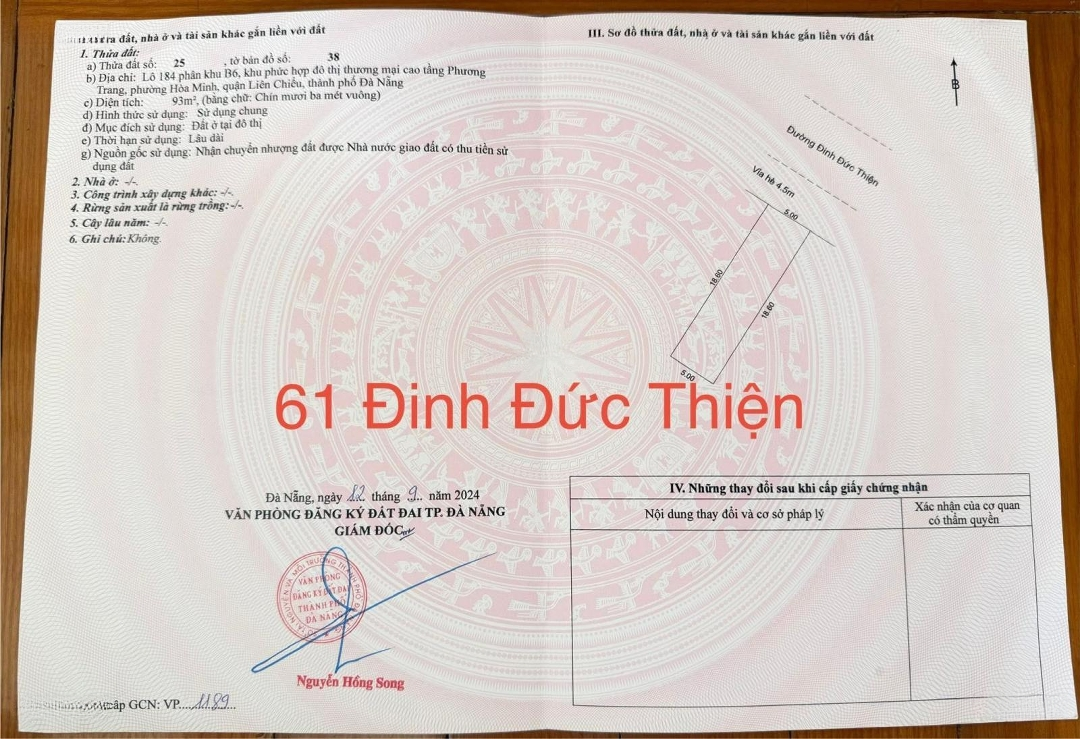 đất, nhà ở và tài sản khác gắn liền với đất
1. Thửa đất:
a) Thửa đất số: 25 , tờ bản đồ số: 38
b) Địa chỉ: Lô 184 phân khu B6, khu phức hợp đô thị thương mại cao tầng Phương
Trang, phường Hòa Minh, quận Liên Chiểu, thành phố Đà Nẵng
c) Diện tích: 93m², (bằng chữ: Chín mươi ba mét vuông)
d) Hình thức sử dụng: Sử dụng chung
đ) Mục đích sử dụng: Đất ở tại đô thị
e) Thời hạn sử dụng: Lâu dài
g) Nguồn gốc sử dụng: Nhận chuyển nhượng đất được Nhà nước giao đất có thu tiền sử
dụng đất
2. Nhà ở: -/-.
3. Công trình xây dựng khác: -/-.
4. Rừng sản xuất là rừng trồng: -/-.
5. Cây lâu năm: -/-.
6. Ghi chú: Không.
III. Sơ đồ thửa đất, nhà ở và tài sản khác gắn liền với đất
B
Đường Đinh Đức Thiện
Vỉa hè 4.5m
5.00
18.60
18.60
5.00
61 Đinh Đức Thiện
Đà Nẵng, ngày 12 tháng 9.. năm 2024
VĂN PHÒNG ĐĂNG KÝ ĐẤT ĐAI TP. ĐÀ NẴNG
GIÁM ĐỐC
VĂN PHÒNG
ĐĂNG KÝ ĐẤT ĐAI
THÀNH PHỐ
ĐÀ NẴNG
Nguyễn Hồng Song
cấp GCN: VP....1189...
IV. Những thay đổi sau khi cấp giấy chứng nhận
Nội dung thay đổi và cơ sở pháp lý
Xác nhận của cơ quan
có thẩm quyền